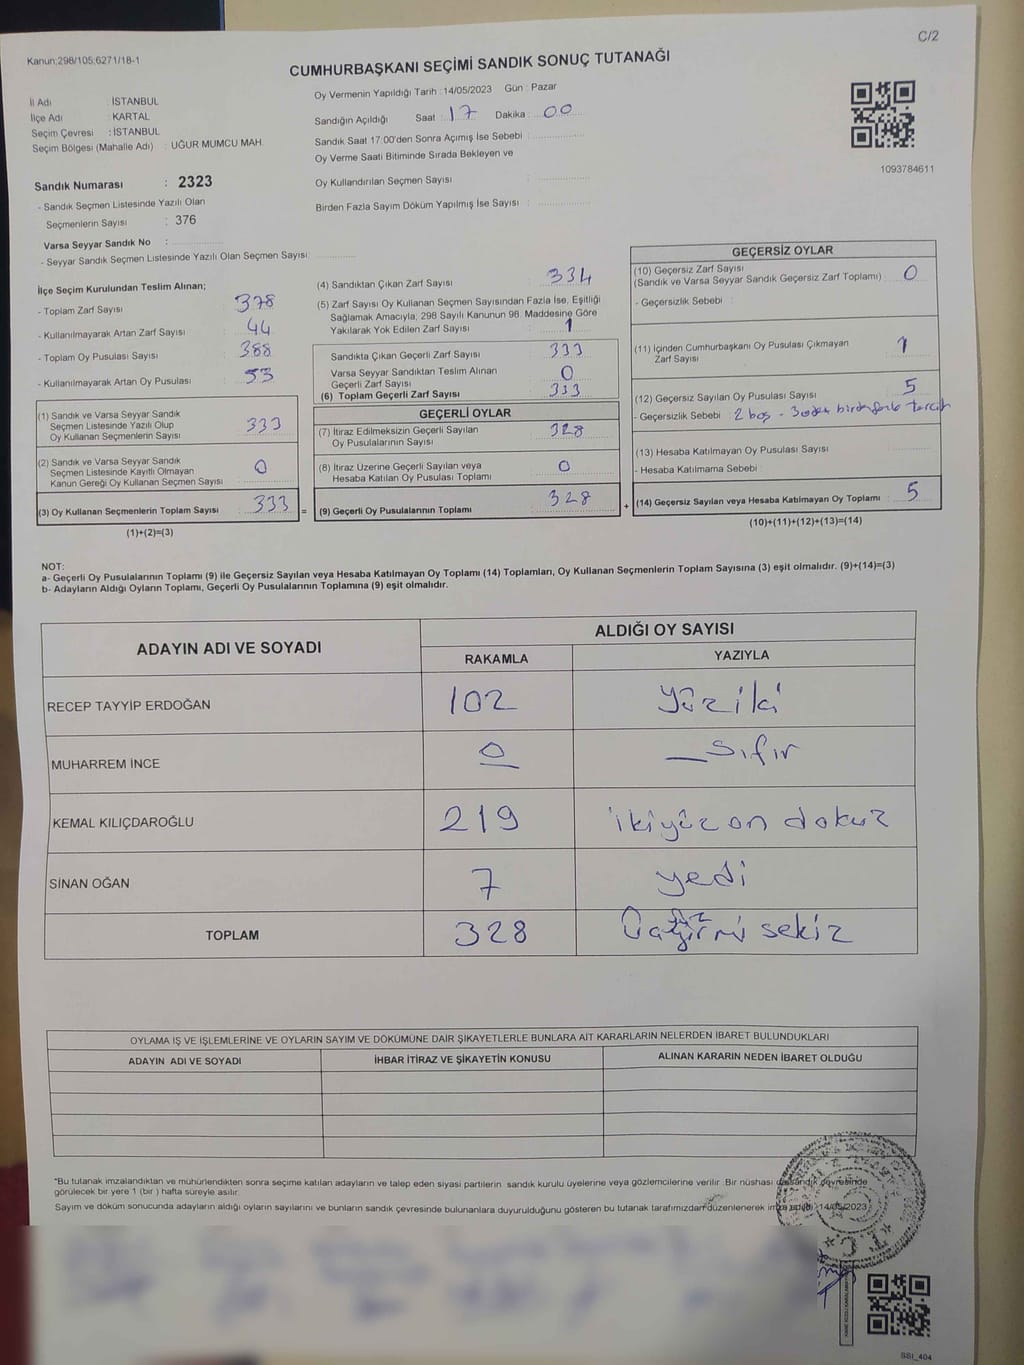 C/2
Kanun:298/105;6271/18-1
CUMHURBAŞKANI SEÇİMİ SANDIK SONUÇ TUTANAĞI
İl Adı : İSTANBUL
İlçe Adı : KARTAL
Seçim Çevresi : İSTANBUL
Seçim Bölgesi (Mahalle Adı) : UĞUR MUMCU MAH.
Sandık Numarası : 2323
- Sandık Seçmen Listesinde Yazılı Olan
Seçmenlerin Sayısı : 376
Varsa Seyyar Sandık No :
- Seyyar Sandık Seçmen Listesinde Yazılı Olan Seçmen Sayısı:
Oy Vermenin Yapıldığı Tarih : 14/05/2023 Gün : Pazar
Sandığın Açıldığı Saat : 17 Dakika : 00
Sandık Saat 17:00'den Sonra Açımış İse Sebebi :
Oy Verme Saati Bitiminde Sırada Bekleyen ve
Oy Kullandırılan Seçmen Sayısı :
Birden Fazla Sayım Döküm Yapılmış İse Sayısı :
1093784611
İlçe Seçim Kurulundan Teslim Alınan;
- Toplam Zarf Sayısı : 378
- Kullanılmayarak Artan Zarf Sayısı : 44
- Toplam Oy Pusulası Sayısı : 388
- Kullanılmayarak Artan Oy Pusulası : 53
(1) Sandık ve Varsa Seyyar Sandık
Seçmen Listesinde Yazılı Olup
Oy Kullanan Seçmenlerin Sayısı : 333
(2) Sandık ve Varsa Seyyar Sandık
Seçmen Listesinde Kayıtlı Olmayan
Kanun Gereği Oy Kullanan Seçmen Sayısı : 0
(3) Oy Kullanan Seçmenlerin Toplam Sayısı : 333 =
(1)+(2)=(3)
(4) Sandıktan Çıkan Zarf Sayısı : 334
(5) Zarf Sayısı Oy Kullanan Seçmen Sayısından Fazla İse, Eşitliği
Sağlamak Amacıyla; 298 Sayılı Kanunun 98. Maddesine Göre
Yakılarak Yok Edilen Zarf Sayısı : 1
Sandıkta Çıkan Geçerli Zarf Sayısı : 333
Varsa Seyyar Sandıktan Teslim Alınan
Geçerli Zarf Sayısı : 0
(6) Toplam Geçerli Zarf Sayısı : 333
GEÇERLİ OYLAR
(7) İtiraz Edilmeksizin Geçerli Sayılan
Oy Pusulalarının Sayısı : 328
(8) İtiraz Üzerine Geçerli Sayılan veya
Hesaba Katılan Oy Pusulası Toplamı : 0
(9) Geçerli Oy Pusulalarının Toplamı : 328 +
GEÇERSİZ OYLAR
(10) Geçersiz Zarf Sayısı
(Sandık ve Varsa Seyyar Sandık Geçersiz Zarf Toplamı) : 0
- Geçersizlik Sebebi :
(11) İçinden Cumhurbaşkanı Oy Pusulası Çıkmayan
Zarf Sayısı : 1
(12) Geçersiz Sayılan Oy Pusulası Sayısı : 5
- Geçersizlik Sebebi : 2 boş - 3 birden fazla tercih
(13) Hesaba Katılmayan Oy Pusulası Sayısı :
- Hesaba Katılmama Sebebi :
(14) Geçersiz Sayılan veya Hesaba Katılmayan Oy Toplamı : 5
(10)+(11)+(12)+(13)=(14)
NOT:
a- Geçerli Oy Pusulalarının Toplamı (9) ile Geçersiz Sayılan veya Hesaba Katılmayan Oy Toplamı (14) Toplamları, Oy Kullanan Seçmenlerin Toplam Sayısına (3) eşit olmalıdır. (9)+(14)=(3)
b- Adayların Aldığı Oyların Toplamı, Geçerli Oy Pusulalarının Toplamına (9) eşit olmalıdır.
ADAYIN ADI VE SOYADI ALDIĞI OY SAYISI
RAKAMLA YAZIYLA
RECEP TAYYİP ERDOĞAN 102 Yüz iki
MUHARREM İNCE 0 _ sıfır
KEMAL KILIÇDAROĞLU 219 ikiyüz on dokuz
SİNAN OĞAN 7 yedi
TOPLAM 328 Üçyüz yirmi sekiz
OYLAMA İŞ VE İŞLEMLERİNE VE OYLARIN SAYIM VE DÖKÜMÜNE DAİR ŞİKAYETLERLE BUNLARA AİT KARARLARIN NELERDEN İBARET BULUNDUKLARI
ADAYIN ADI VE SOYADI İHBAR İTİRAZ VE ŞİKAYETİN KONUSU ALINAN KARARIN NEDEN İBARET OLDUĞU
*Bu tutanak imzalandıktan ve mühürlendikten sonra seçime katılan adayların ve talep eden siyasi partilerin sandık kurulu üyelerine veya gözlemcilerine verilir. Bir nüshası da sandık çevresinde
görülecek bir yere 1 (bir) hafta süreyle asılır.
Sayım ve döküm sonucunda adayların aldığı oyların sayılarını ve bunların sandık çevresinde bulunanlara duyurulduğunu gösteren bu tutanak tarafımızdan düzenlenerek imza edildi. 14/05/2023
T.C.
SSI_404